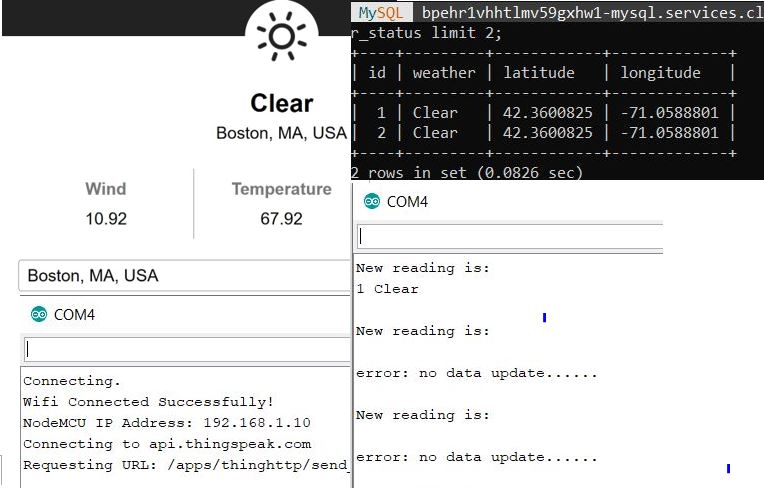 Clear
Boston, MA, USA
Wind Temperature
10.92 67.92
Boston, MA, USA
COM4
Connecting.
Wifi Connected Successfully!
NodeMCU IP Address: 192.168.1.10
Connecting to api.thingspeak.com
Requesting URL: /apps/thinghttp/send_
MySQL bpehr1vhhtlmv59gxhw1-mysql.services.cl
r_status limit 2;
+----+---------+------------+-------------+
| id | weather | latitude | longitude |
+----+---------+------------+-------------+
| 1 | Clear | 42.3600825 | -71.0588801 |
| 2 | Clear | 42.3600825 | -71.0588801 |
+----+---------+------------+-------------+
2 rows in set (0.0826 sec)
COM4
New reading is:
1 Clear
New reading is:
error: no data update......
New reading is:
error: no data update......